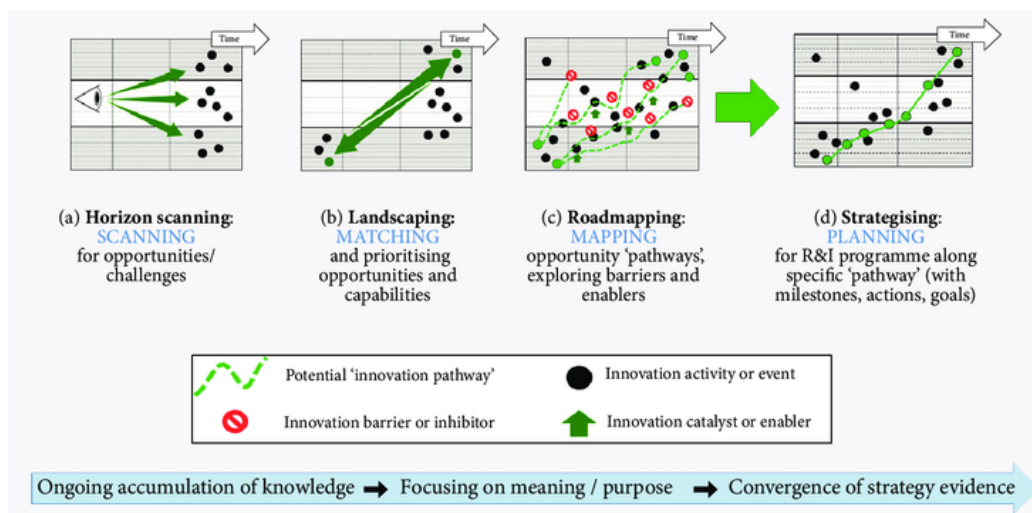 Time
Time
Time
Time
(a) Horizon scanning:
SCANNING
for opportunities/
challenges
(b) Landscaping:
MATCHING
and prioritising
opportunities and
capabilities
(c) Roadmapping:
MAPPING
opportunity ‘pathways’,
exploring barriers and
enablers
(d) Strategising:
PLANNING
for R&I programme along
specific ‘pathway’ (with
milestones, actions, goals)
Potential ‘innovation pathway’
Innovation activity or event
Innovation barrier or inhibitor
Innovation catalyst or enabler
Ongoing accumulation of knowledge → Focusing on meaning / purpose → Convergence of strategy evidence